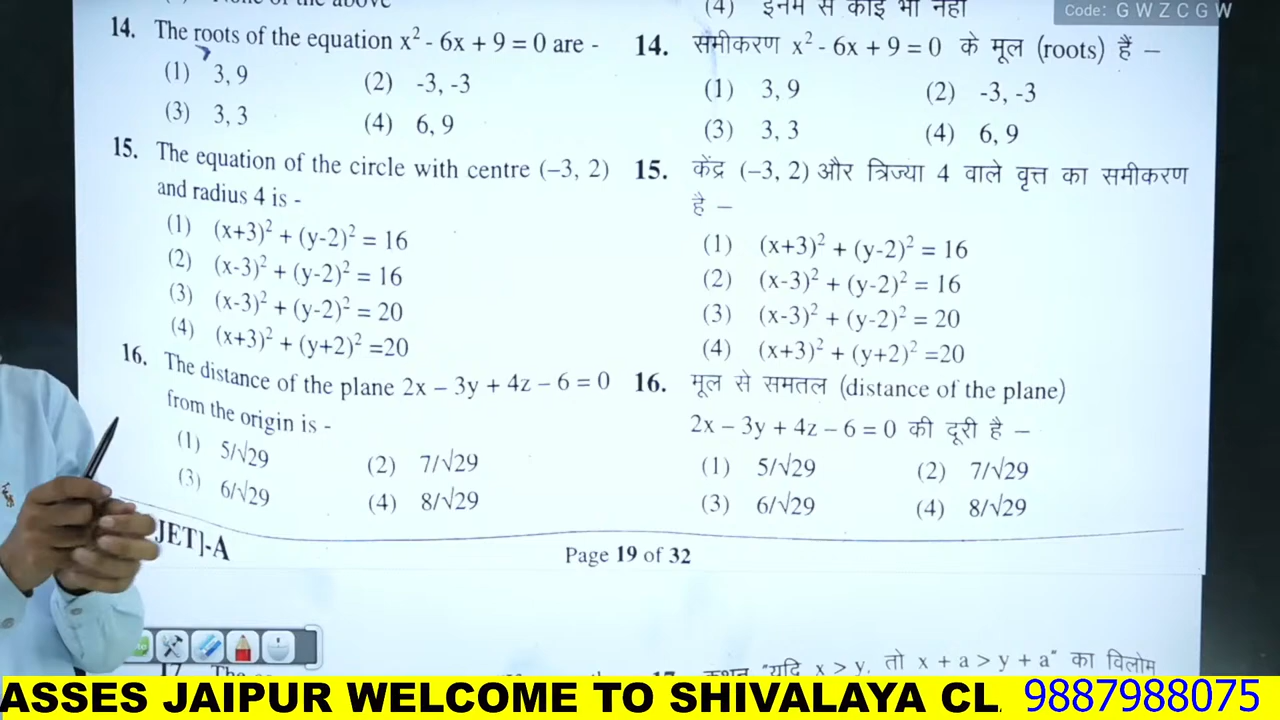 (4) इनमें से कोई भी नहीं
Code: G W Z C G W
14. The roots of the equation x² - 6x + 9 = 0 are -
(1) 3, 9
(2) -3, -3
(3) 3, 3
(4) 6, 9
15. The equation of the circle with centre (–3, 2)
and radius 4 is -
(1) (x+3)² + (y-2)² = 16
(2) (x-3)² + (y-2)² = 16
(3) (x-3)² + (y-2)² = 20
(4) (x+3)² + (y+2)² =20
16. The distance of the plane 2x – 3y + 4z – 6 = 0
from the origin is -
(1) 5/√29
(2) 7/√29
(3) 6/√29
(4) 8/√29
14. समीकरण x² - 6x + 9 = 0 के मूल (roots) हैं –
(1) 3, 9
(2) -3, -3
(3) 3, 3
(4) 6, 9
15. केंद्र (–3, 2) और त्रिज्या 4 वाले वृत्त का समीकरण
है –
(1) (x+3)² + (y-2)² = 16
(2) (x-3)² + (y-2)² = 16
(3) (x-3)² + (y-2)² = 20
(4) (x+3)² + (y+2)² =20
16. मूल से समतल (distance of the plane)
2x – 3y + 4z – 6 = 0 की दूरी है –
(1) 5/√29
(2) 7/√29
(3) 6/√29
(4) 8/√29
JET]-A
Page 19 of 32
17
17. कथन "यदि x > y, तो x + a > y + a" का विलोम
ASSES JAIPUR WELCOME TO SHIVALAYA CL
9887988075